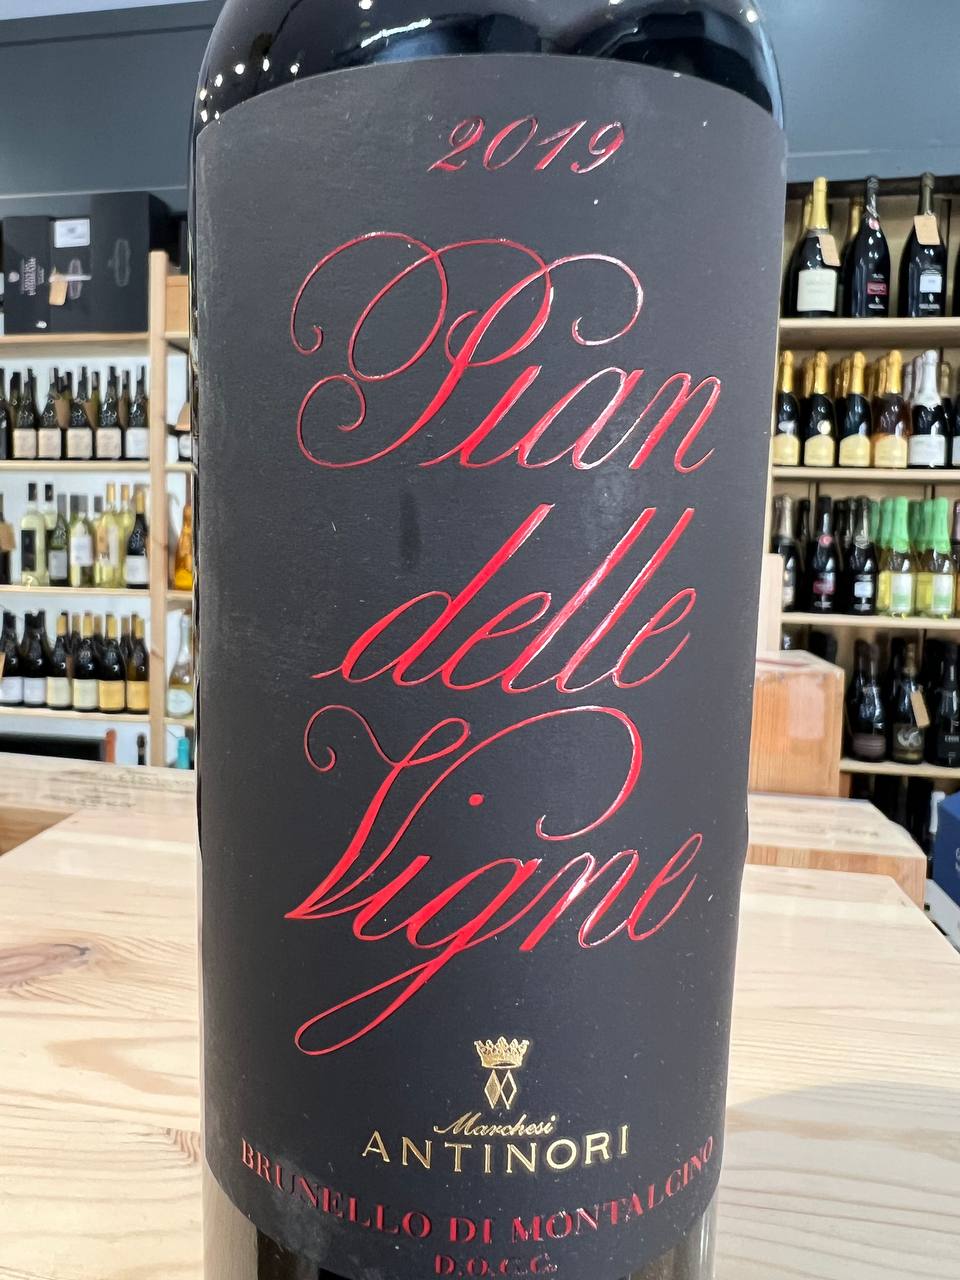 2019
Pian
delle
Vigne
Marchesi
ANTINORI
BRUNELLO DI MONTALCINO
D.O.C.G.